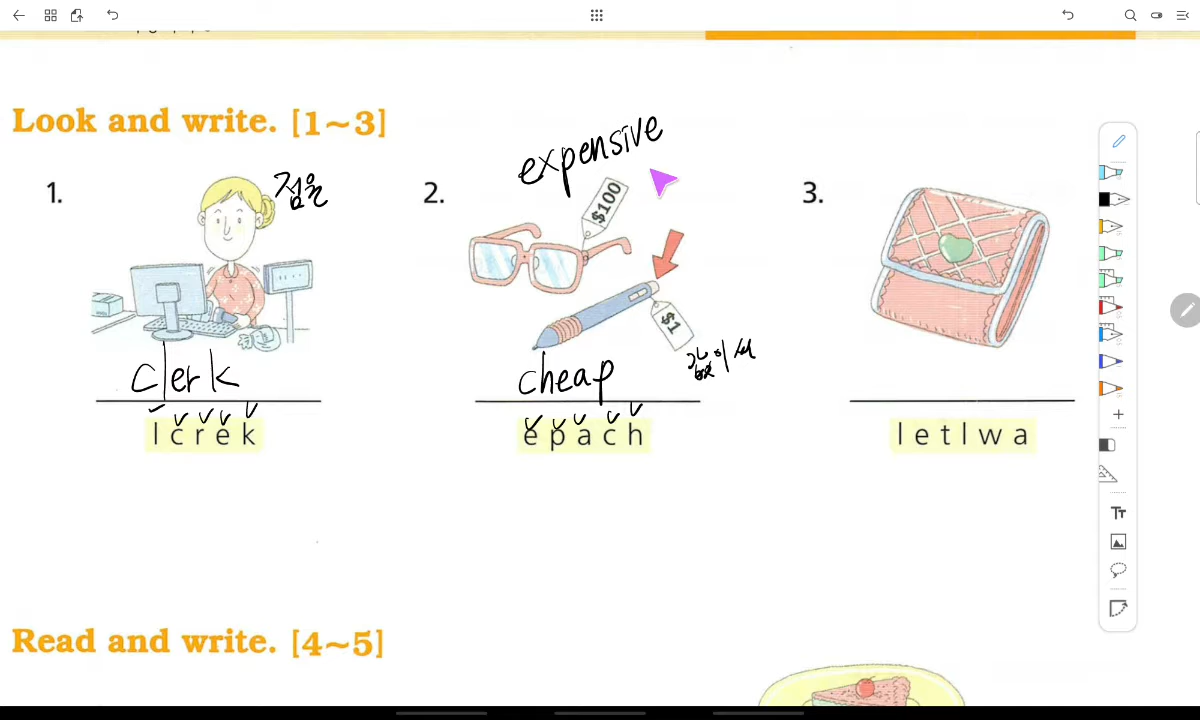 Look and write. [1~3]
expensive
1.
점원
2.
3.
$100
$1
clerk
cheap
l c r e k
e p a c h
l e t l w a
Read and write. [4~5]
Tт